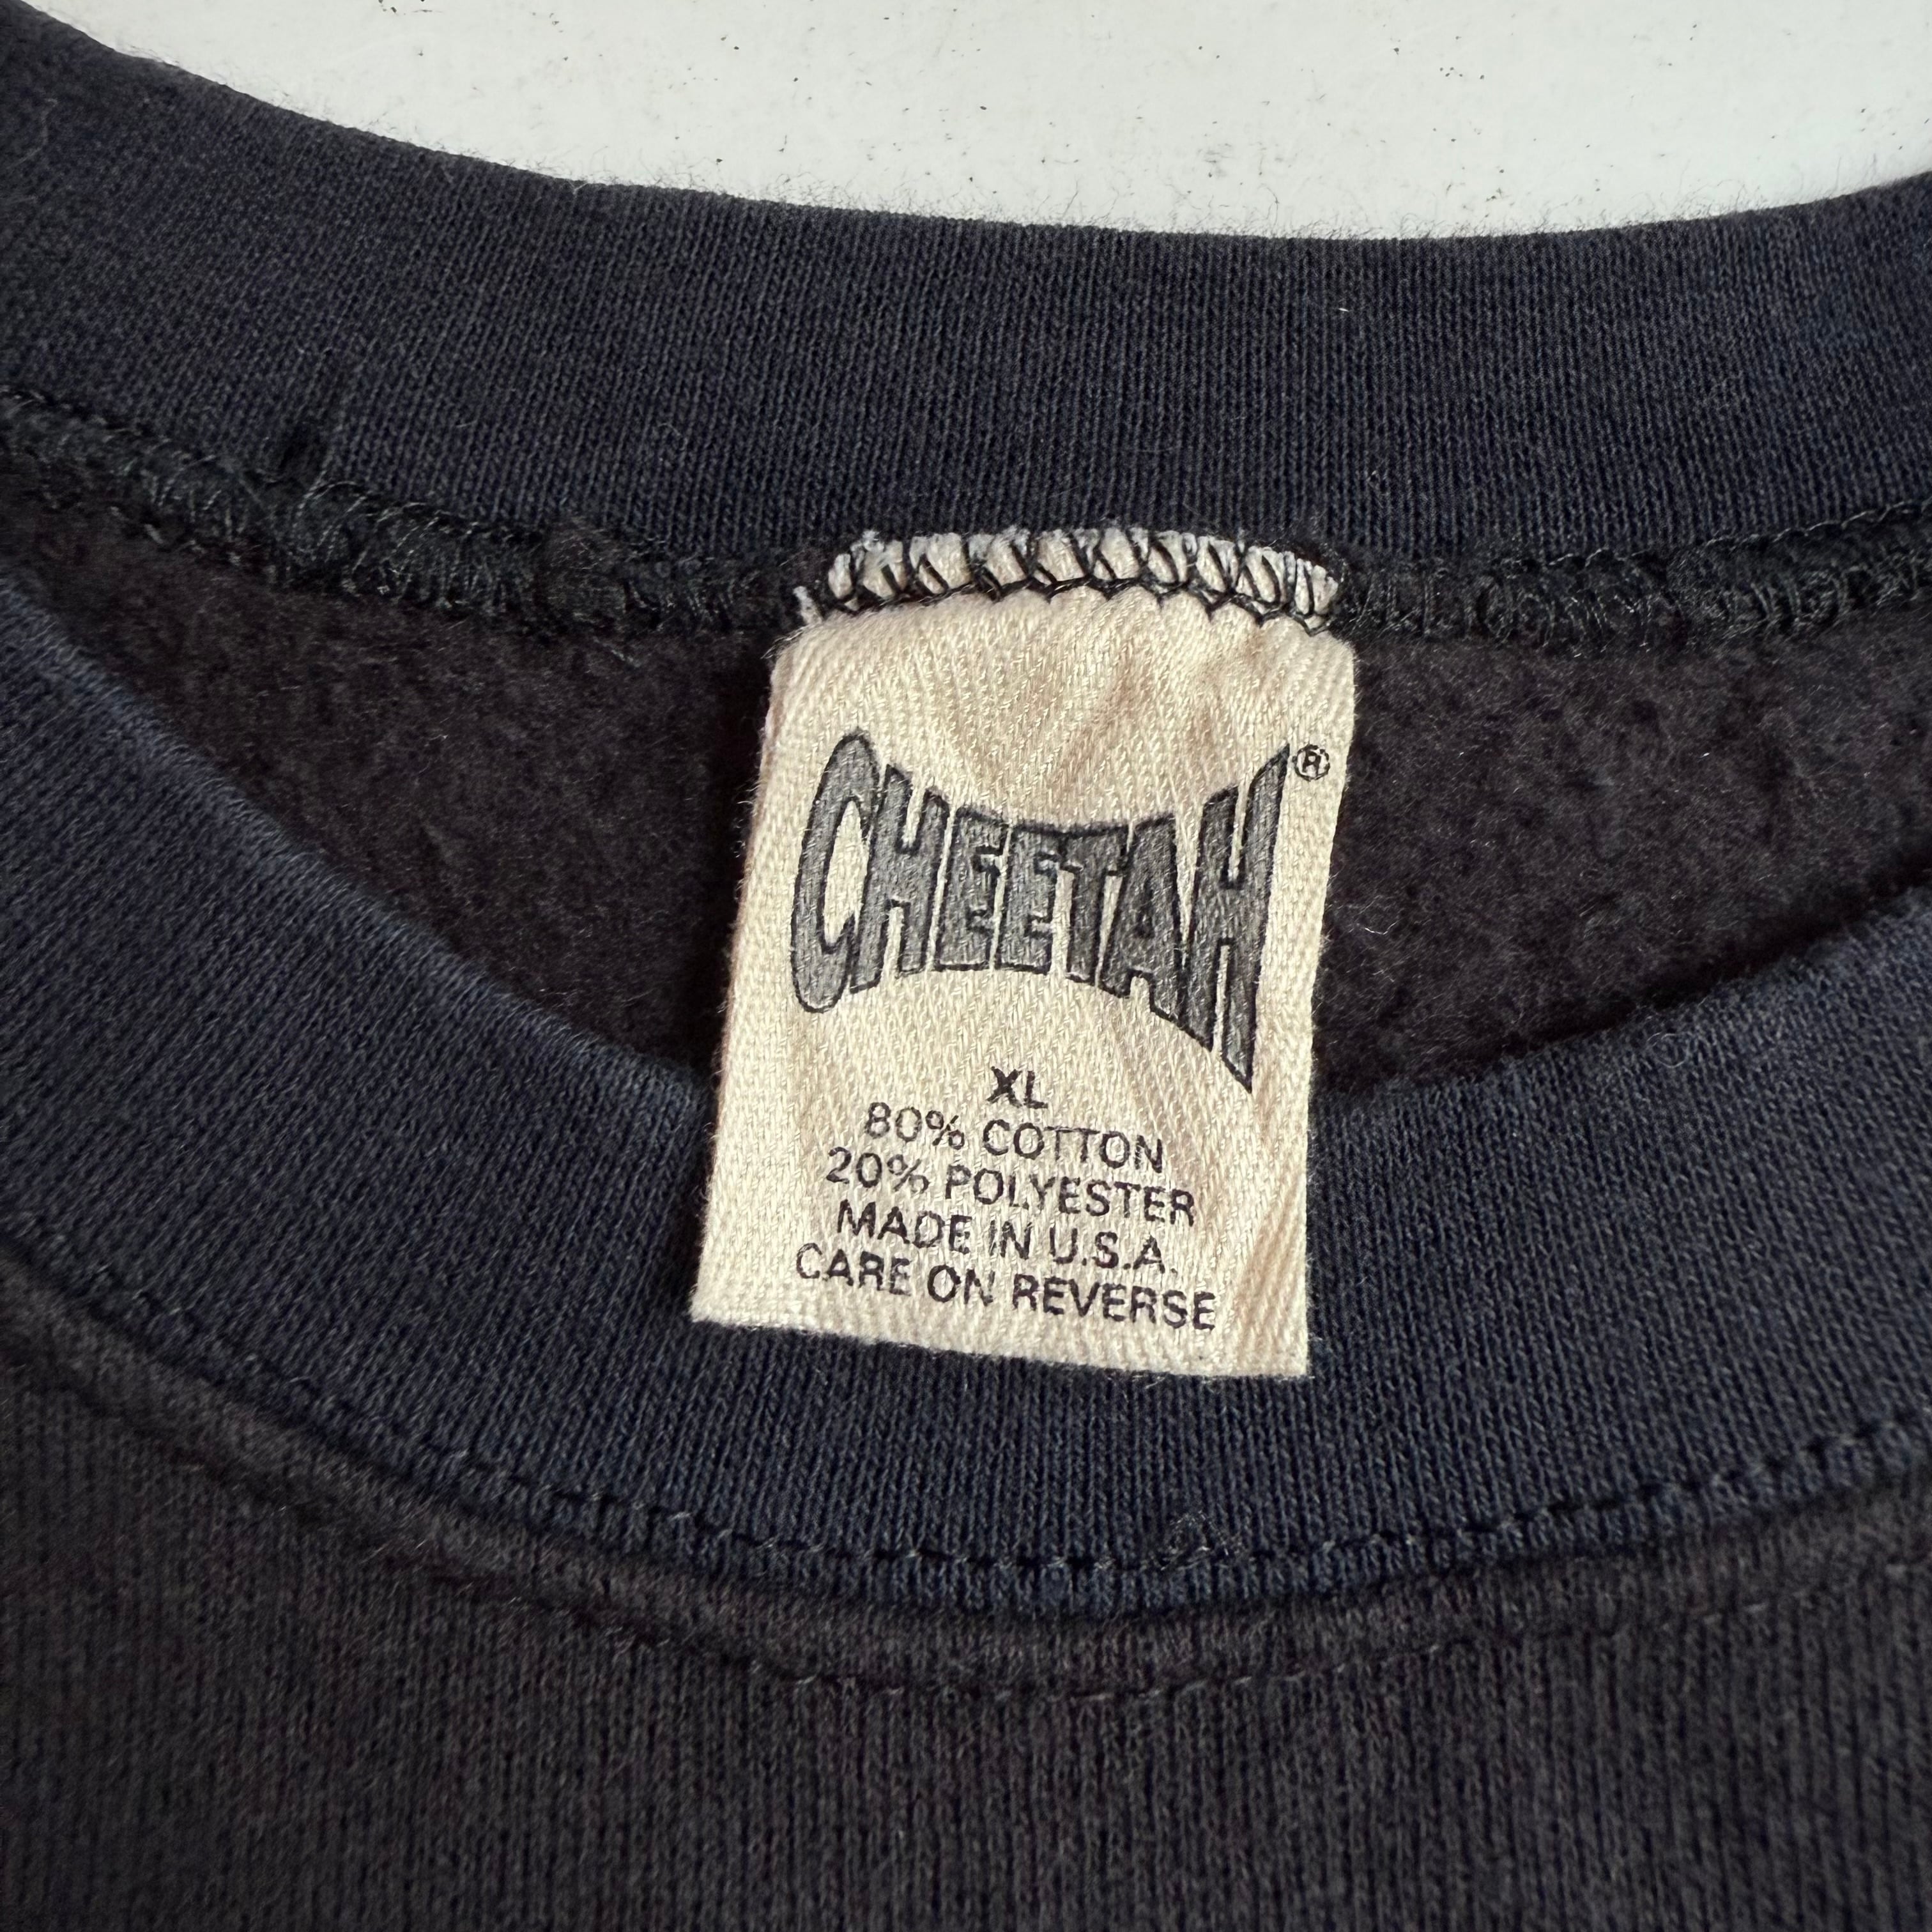 CHEETAH®
XL
80% COTTON
20% POLYESTER
MADE IN U.S.A.
CARE ON REVERSE